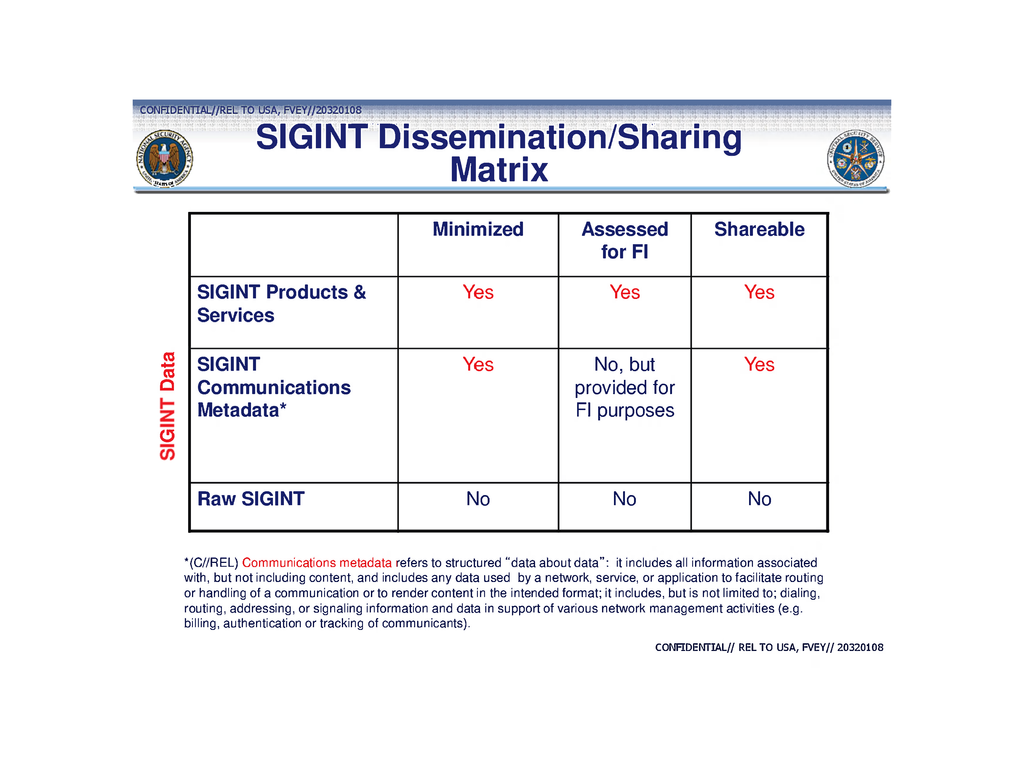 CONFIDENTIAL//REL TO USA, FVEY//20320108
SIGINT Dissemination/Sharing
Matrix
NATIONAL SECURITY AGENCY
UNITED STATES OF AMERICA
CENTRAL SECURITY SERVICE
UNITED STATES OF AMERICA
Minimized
Assessed
for FI
Shareable
SIGINT Data
SIGINT Products &
Services
Yes
Yes
Yes
SIGINT
Communications
Metadata*
Yes
No, but
provided for
FI purposes
Yes
Raw SIGINT
No
No
No
*(C//REL) Communications metadata refers to structured “data about data”: it includes all information associated
with, but not including content, and includes any data used by a network, service, or application to facilitate routing
or handling of a communication or to render content in the intended format; it includes, but is not limited to; dialing,
routing, addressing, or signaling information and data in support of various network management activities (e.g.
billing, authentication or tracking of communicants).
CONFIDENTIAL// REL TO USA, FVEY// 20320108